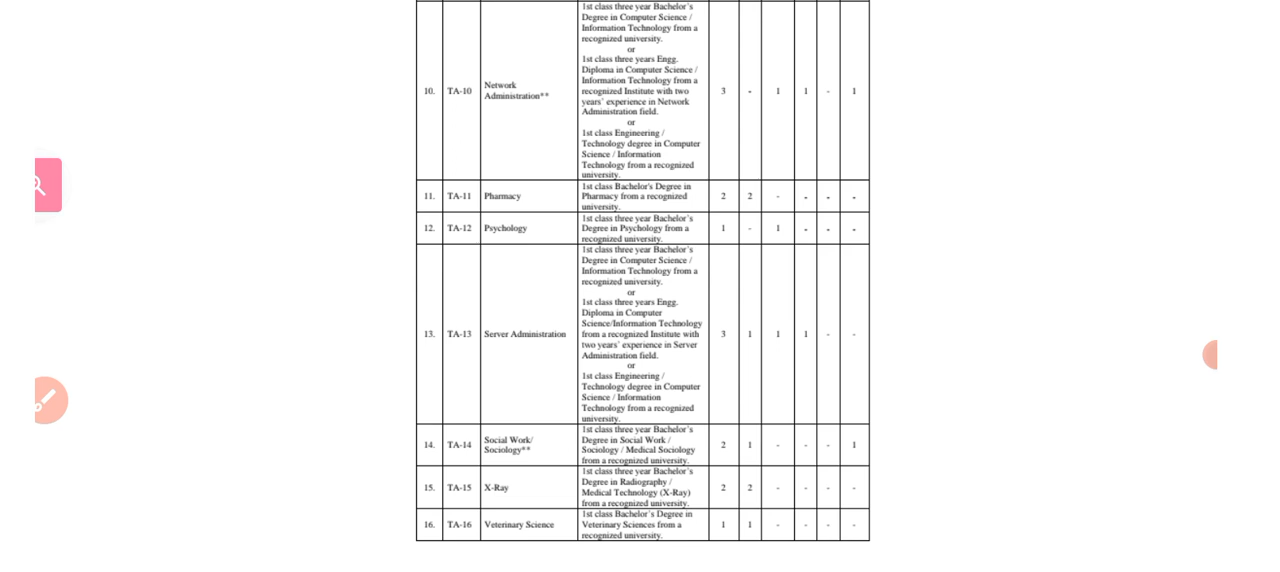 1st class three year Bachelor's
Degree in Computer Science /
Information Technology from a
recognized university.
or
1st class three years Engg.
Diploma in Computer Science /
Information Technology from a
recognized Institute with two
years' experience in Network
Administration field.
or
1st class Engineering /
Technology degree in Computer
Science / Information
Technology from a recognized
university.
10. TA-10 Network
Administration** 3 - 1 1 - 1
11. TA-11 Pharmacy
1st class Bachelor's Degree in
Pharmacy from a recognized
university.
2 2 - - - -
12. TA-12 Psychology
1st class three year Bachelor's
Degree in Psychology from a
recognized university.
1 - 1 - - -
13. TA-13 Server Administration
1st class three year Bachelor's
Degree in Computer Science /
Information Technology from a
recognized university.
or
1st class three years Engg.
Diploma in Computer
Science/Information Technology
from a recognized Institute with
two years' experience in Server
Administration field.
or
1st class Engineering /
Technology degree in Computer
Science / Information
Technology from a recognized
university.
3 1 1 1 - -
14. TA-14 Social Work/
Sociology**
1st class three year Bachelor's
Degree in Social Work /
Sociology / Medical Sociology
from a recognized university.
2 1 - - - 1
15. TA-15 X-Ray
1st class three year Bachelor's
Degree in Radiography /
Medical Technology (X-Ray)
from a recognized university.
2 2 - - - -
16. TA-16 Veterinary Science
1st class Bachelor's Degree in
Veterinary Sciences from a
recognized university.
1 1 - - - -